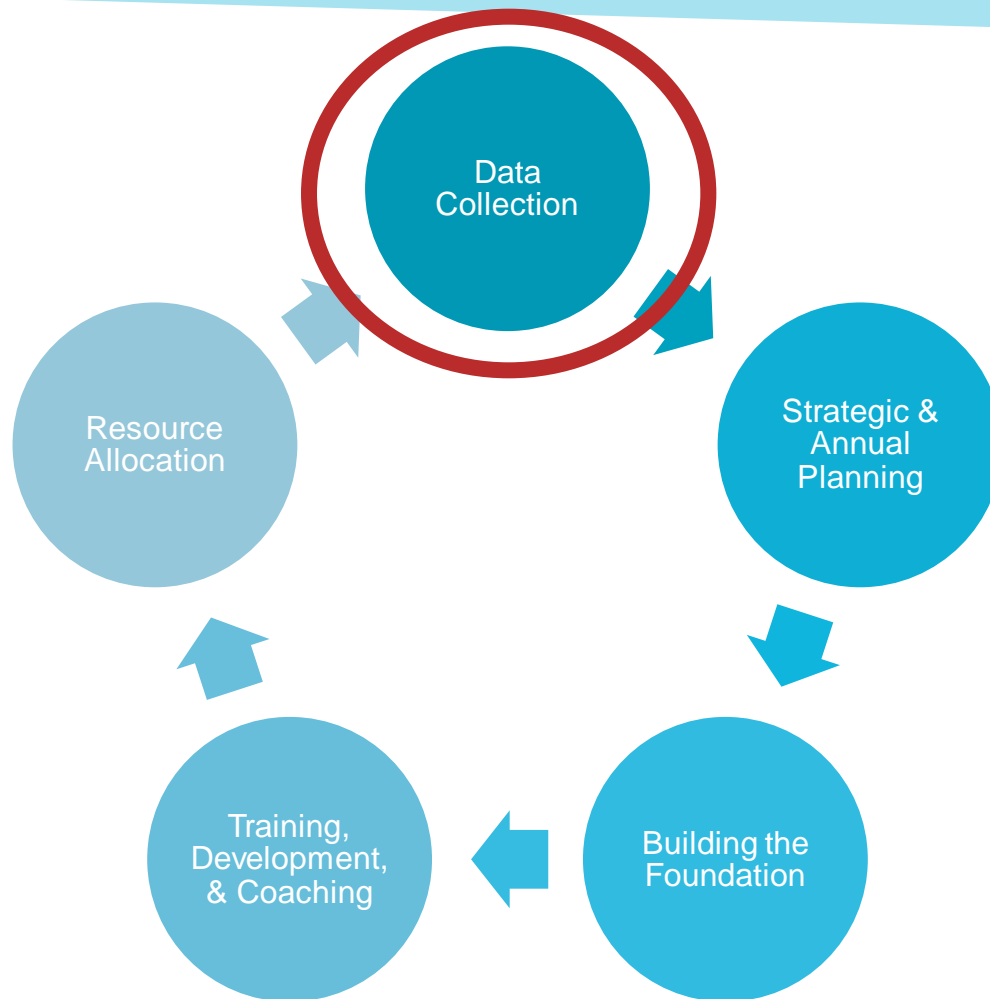 Data
Collection
Strategic &
Annual
Planning
Building the
Foundation
Training,
Development,
& Coaching
Resource
Allocation